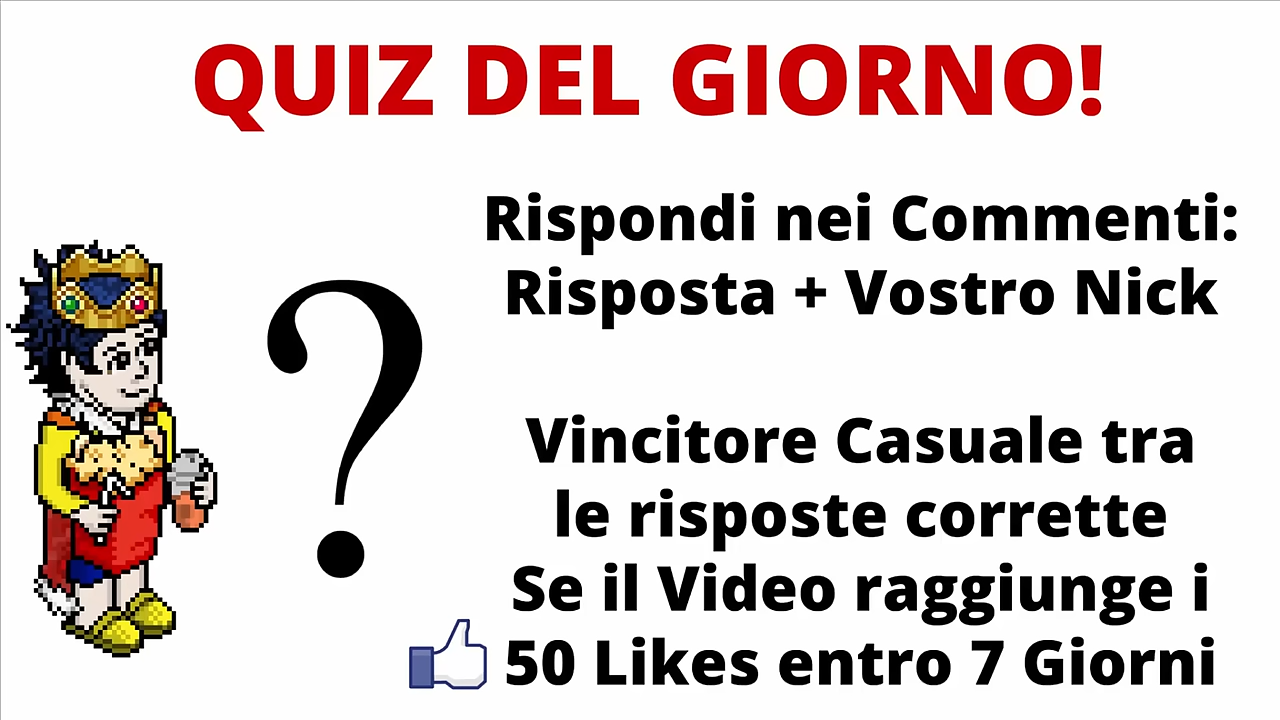 QUIZ DEL GIORNO!
Rispondi nei Commenti:
Risposta + Vostro Nick
Vincitore Casuale tra
le risposte corrette
Se il Video raggiunge i
50 Likes entro 7 Giorni